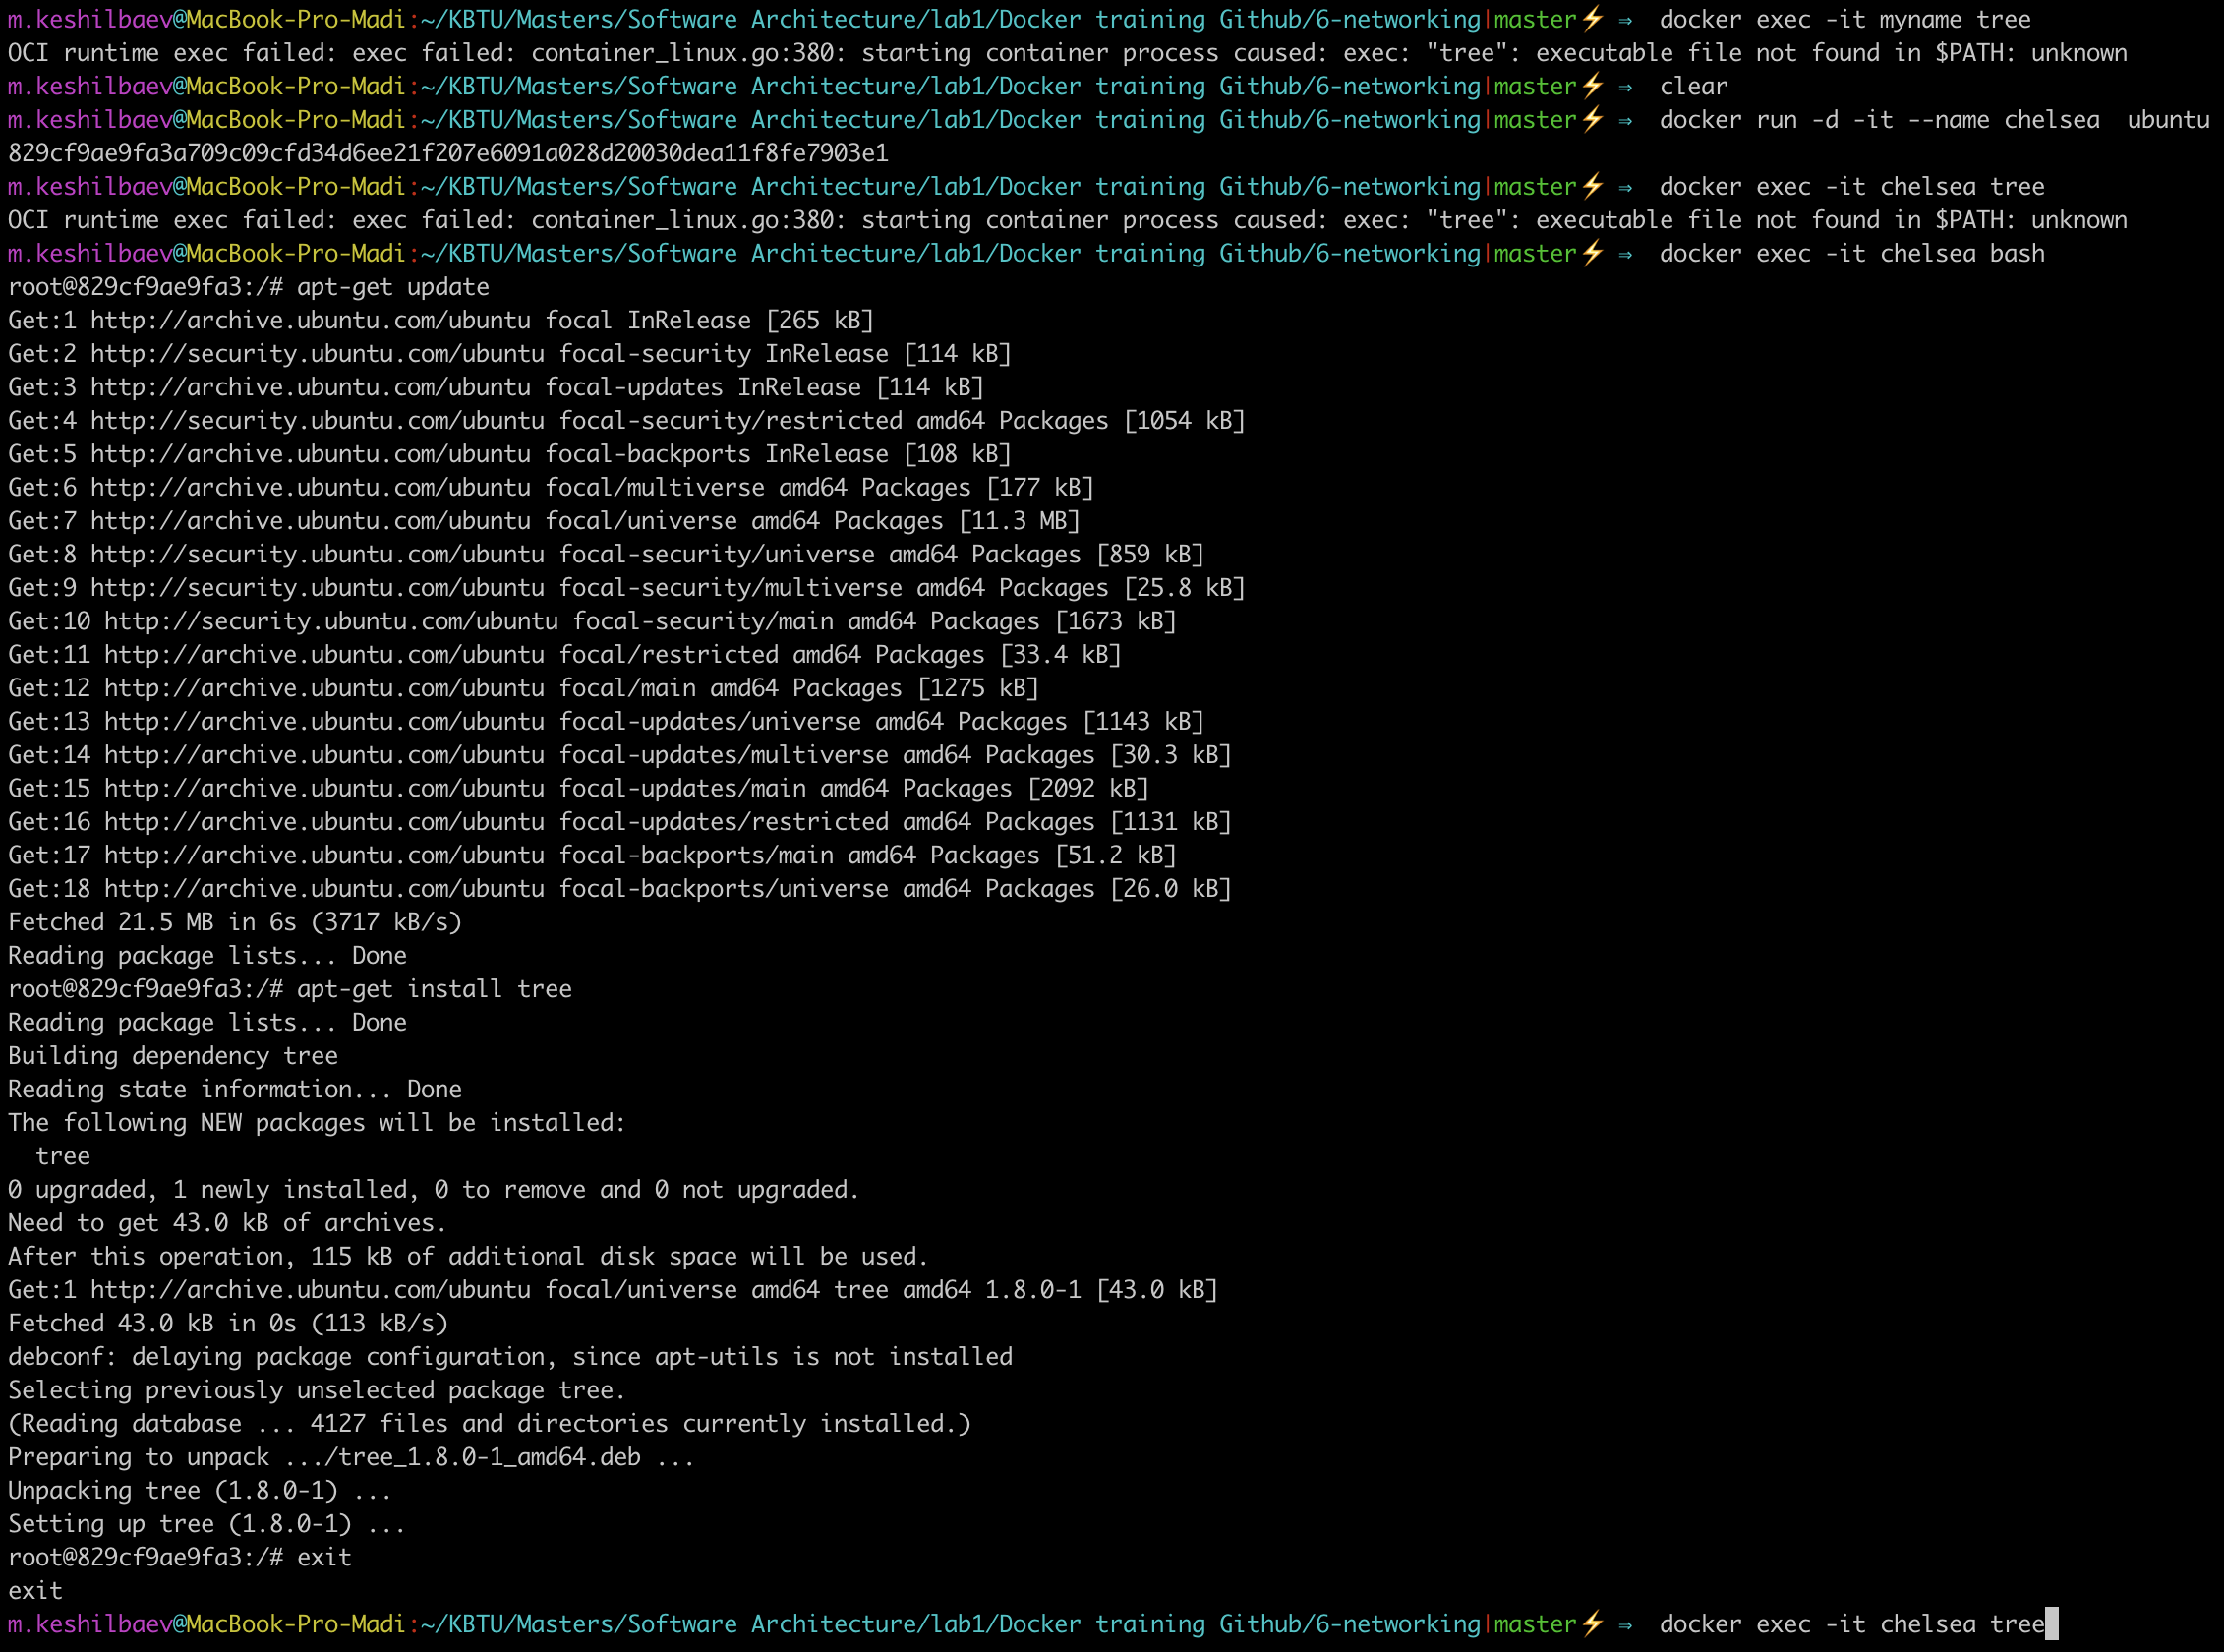 m.keshilbaev@MacBook-Pro-Madi:~/KBTU/Masters/Software Architecture/lab1/Docker training Github/6-networking|master⚡ ⇒  docker exec -it myname tree
OCI runtime exec failed: exec failed: container_linux.go:380: starting container process caused: exec: "tree": executable file not found in $PATH: unknown
m.keshilbaev@MacBook-Pro-Madi:~/KBTU/Masters/Software Architecture/lab1/Docker training Github/6-networking|master⚡ ⇒  clear
m.keshilbaev@MacBook-Pro-Madi:~/KBTU/Masters/Software Architecture/lab1/Docker training Github/6-networking|master⚡ ⇒  docker run -d -it --name chelsea  ubuntu
829cf9ae9fa3a709c09cfd34d6ee21f207e6091a028d20030dea11f8fe7903e1
m.keshilbaev@MacBook-Pro-Madi:~/KBTU/Masters/Software Architecture/lab1/Docker training Github/6-networking|master⚡ ⇒  docker exec -it chelsea tree
OCI runtime exec failed: exec failed: container_linux.go:380: starting container process caused: exec: "tree": executable file not found in $PATH: unknown
m.keshilbaev@MacBook-Pro-Madi:~/KBTU/Masters/Software Architecture/lab1/Docker training Github/6-networking|master⚡ ⇒  docker exec -it chelsea bash
root@829cf9ae9fa3:/# apt-get update
Get:1 http://archive.ubuntu.com/ubuntu focal InRelease [265 kB]
Get:2 http://security.ubuntu.com/ubuntu focal-security InRelease [114 kB]
Get:3 http://archive.ubuntu.com/ubuntu focal-updates InRelease [114 kB]
Get:4 http://security.ubuntu.com/ubuntu focal-security/restricted amd64 Packages [1054 kB]
Get:5 http://archive.ubuntu.com/ubuntu focal-backports InRelease [108 kB]
Get:6 http://archive.ubuntu.com/ubuntu focal/multiverse amd64 Packages [177 kB]
Get:7 http://archive.ubuntu.com/ubuntu focal/universe amd64 Packages [11.3 MB]
Get:8 http://security.ubuntu.com/ubuntu focal-security/universe amd64 Packages [859 kB]
Get:9 http://security.ubuntu.com/ubuntu focal-security/multiverse amd64 Packages [25.8 kB]
Get:10 http://security.ubuntu.com/ubuntu focal-security/main amd64 Packages [1673 kB]
Get:11 http://archive.ubuntu.com/ubuntu focal/restricted amd64 Packages [33.4 kB]
Get:12 http://archive.ubuntu.com/ubuntu focal/main amd64 Packages [1275 kB]
Get:13 http://archive.ubuntu.com/ubuntu focal-updates/universe amd64 Packages [1143 kB]
Get:14 http://archive.ubuntu.com/ubuntu focal-updates/multiverse amd64 Packages [30.3 kB]
Get:15 http://archive.ubuntu.com/ubuntu focal-updates/main amd64 Packages [2092 kB]
Get:16 http://archive.ubuntu.com/ubuntu focal-updates/restricted amd64 Packages [1131 kB]
Get:17 http://archive.ubuntu.com/ubuntu focal-backports/main amd64 Packages [51.2 kB]
Get:18 http://archive.ubuntu.com/ubuntu focal-backports/universe amd64 Packages [26.0 kB]
Fetched 21.5 MB in 6s (3717 kB/s)
Reading package lists... Done
root@829cf9ae9fa3:/# apt-get install tree
Reading package lists... Done
Building dependency tree
Reading state information... Done
The following NEW packages will be installed:
  tree
0 upgraded, 1 newly installed, 0 to remove and 0 not upgraded.
Need to get 43.0 kB of archives.
After this operation, 115 kB of additional disk space will be used.
Get:1 http://archive.ubuntu.com/ubuntu focal/universe amd64 tree amd64 1.8.0-1 [43.0 kB]
Fetched 43.0 kB in 0s (113 kB/s)
debconf: delaying package configuration, since apt-utils is not installed
Selecting previously unselected package tree.
(Reading database ... 4127 files and directories currently installed.)
Preparing to unpack .../tree_1.8.0-1_amd64.deb ...
Unpacking tree (1.8.0-1) ...
Setting up tree (1.8.0-1) ...
root@829cf9ae9fa3:/# exit
exit
m.keshilbaev@MacBook-Pro-Madi:~/KBTU/Masters/Software Architecture/lab1/Docker training Github/6-networking|master⚡ ⇒  docker exec -it chelsea tree